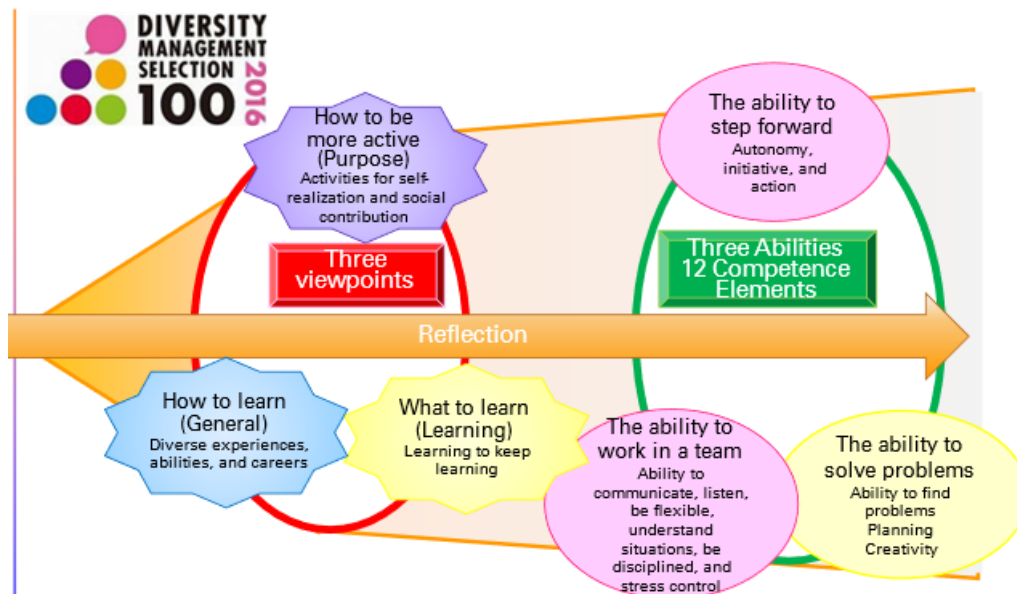 DIVERSITY
MANAGEMENT
SELECTION
100
2016
How to be
more active
(Purpose)
Activities for self-
realization and social
contribution
The ability to
step forward
Autonomy,
initiative, and
action
Three
viewpoints
Three Abilities
12 Competence
Elements
Reflection
How to learn
(General)
Diverse experiences,
abilities, and careers
What to learn
(Learning)
Learning to keep
learning
The ability to
work in a team
Ability to
communicate, listen,
be flexible,
understand
situations, be
disciplined, and
stress control
The ability to
solve problems
Ability to find
problems
Planning
Creativity